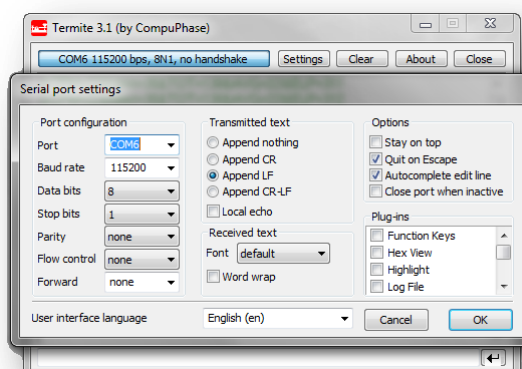 Termite 3.1 (by CompuPhase)
COM6 115200 bps, 8N1, no handshake Settings Clear About Close
Serial port settings
Port configuration
Port COM6
Baud rate 115200
Data bits 8
Stop bits 1
Parity none
Flow control none
Forward none
Transmitted text
Append nothing
Append CR
Append LF
Append CR-LF
Local echo
Received text
Font default
Word wrap
Options
Stay on top
Quit on Escape
Autocomplete edit line
Close port when inactive
Plug-ins
Function Keys
Hex View
Highlight
Log File
User interface language English (en) Cancel OK